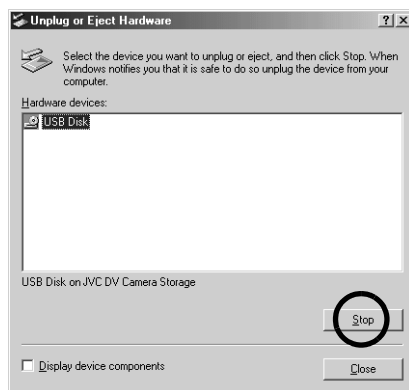 Unplug or Eject Hardware
Select the device you want to unplug or eject, and then click Stop. When
Windows notifies you that it is safe to do so unplug the device from your
computer.
Hardware devices:
USB Disk
USB Disk on JVC DV Camera Storage
Stop
Display device components
Close